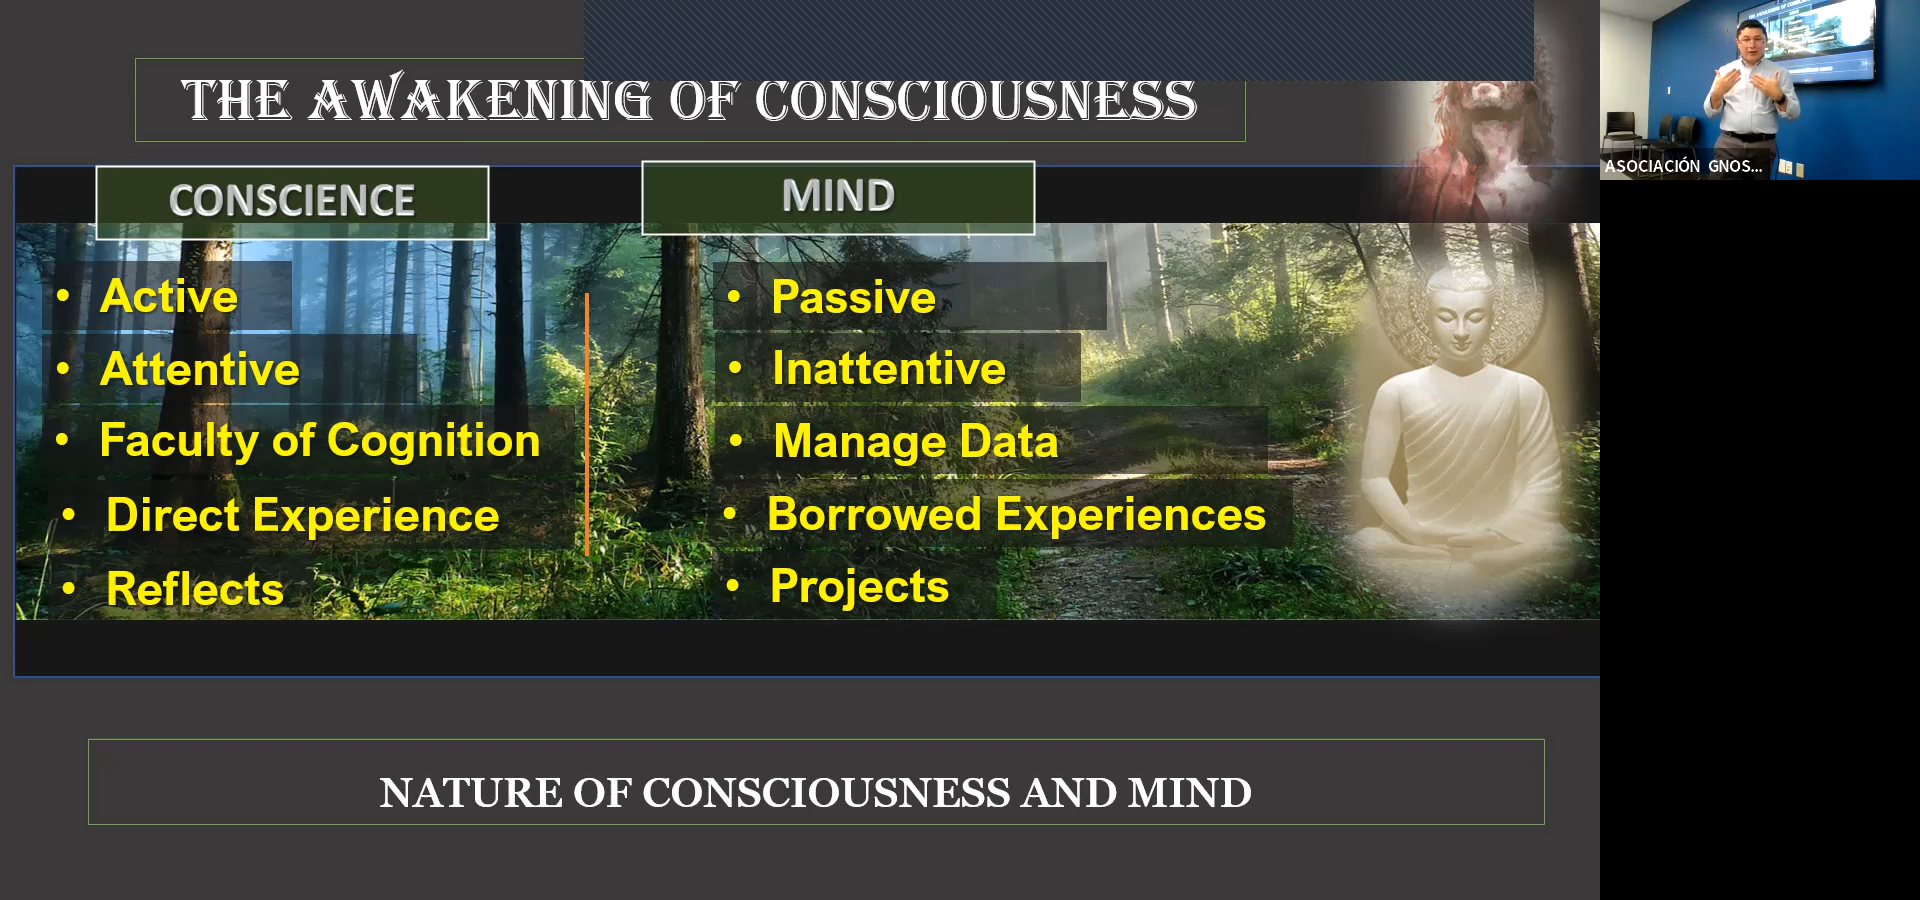 THE AWAKENING OF CONSCIOUSNESS
CONSCIENCE
• Active
• Attentive
• Faculty of Cognition
• Direct Experience
• Reflects
MIND
• Passive
• Inattentive
• Manage Data
• Borrowed Experiences
• Projects
NATURE OF CONSCIOUSNESS AND MIND
ASOCIACIÓN GNOS...